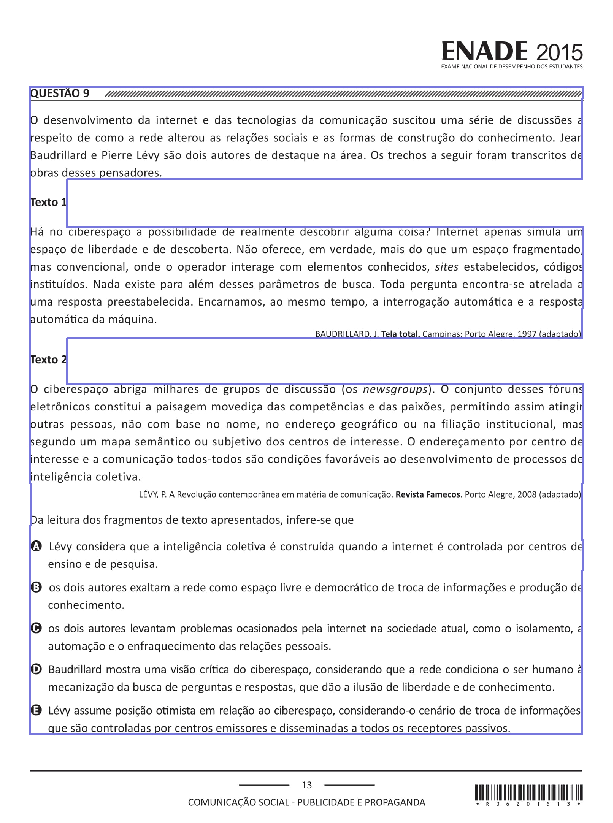 ENADE 2015
EXAME NACIONAL DE DESEMPENHO DOS ESTUDANTES
QUESTÃO 9
O desenvolvimento da internet e das tecnologias da comunicação suscitou uma série de discussões a
respeito de como a rede alterou as relações sociais e as formas de construção do conhecimento. Jean
Baudrillard e Pierre Lévy são dois autores de destaque na área. Os trechos a seguir foram transcritos de
obras desses pensadores.
Texto 1
Há no ciberespaço a possibilidade de realmente descobrir alguma coisa? Internet apenas simula um
espaço de liberdade e de descoberta. Não oferece, em verdade, mais do que um espaço fragmentado,
mas convencional, onde o operador interage com elementos conhecidos, sites estabelecidos, códigos
instituídos. Nada existe para além desses parâmetros de busca. Toda pergunta encontra-se atrelada a
uma resposta preestabelecida. Encarnamos, ao mesmo tempo, a interrogação automática e a resposta
automática da máquina.
BAUDRILLARD, J. Tela total. Campinas: Porto Alegre, 1997 (adaptado).
Texto 2
O ciberespaço abriga milhares de grupos de discussão (os newsgroups). O conjunto desses fóruns
eletrônicos constitui a paisagem movediça das competências e das paixões, permitindo assim atingir
outras pessoas, não com base no nome, no endereço geográfico ou na filiação institucional, mas
segundo um mapa semântico ou subjetivo dos centros de interesse. O endereçamento por centro de
interesse e a comunicação todos-todos são condições favoráveis ao desenvolvimento de processos de
inteligência coletiva.
LÉVY, P. A Revolução contemporânea em matéria de comunicação. Revista Famecos. Porto Alegre, 2008 (adaptado).
Da leitura dos fragmentos de texto apresentados, infere-se que
A Lévy considera que a inteligência coletiva é construída quando a internet é controlada por centros de
ensino e de pesquisa.
B os dois autores exaltam a rede como espaço livre e democrático de troca de informações e produção de
conhecimento.
C os dois autores levantam problemas ocasionados pela internet na sociedade atual, como o isolamento, a
automação e o enfraquecimento das relações pessoais.
D Baudrillard mostra uma visão crítica do ciberespaço, considerando que a rede condiciona o ser humano à
mecanização da busca de perguntas e respostas, que dão a ilusão de liberdade e de conhecimento.
E Lévy assume posição otimista em relação ao ciberespaço, considerando-o cenário de troca de informações
que são controladas por centros emissores e disseminadas a todos os receptores passivos.
13
COMUNICAÇÃO SOCIAL - PUBLICIDADE E PROPAGANDA
*R3620151 3*